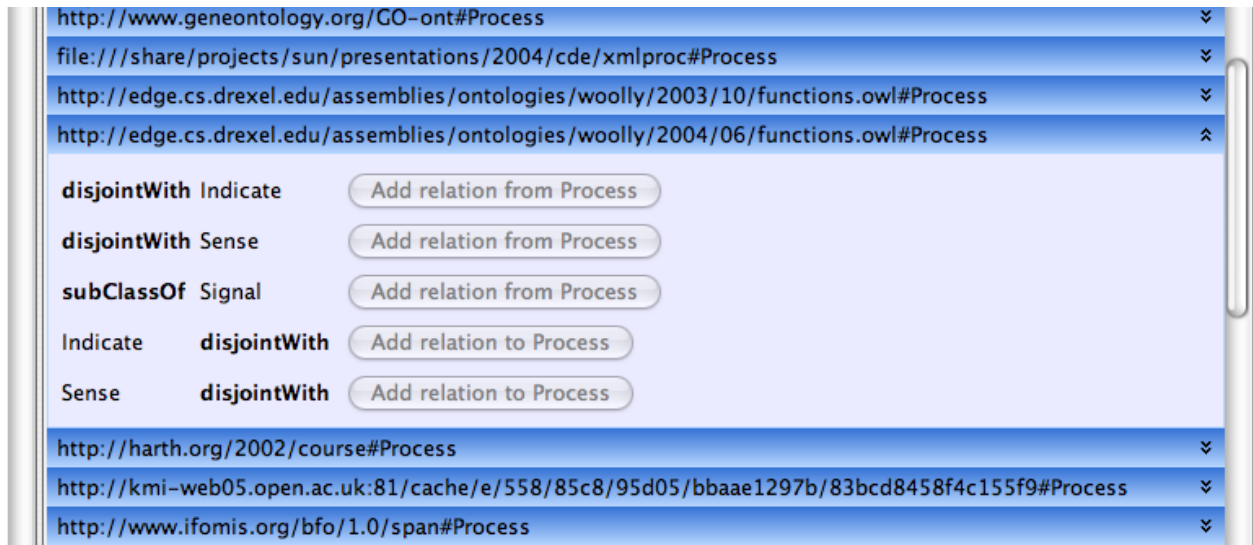 http://www.geneontology.org/GO-ont#Process
file:///share/projects/sun/presentations/2004/cde/xmlproc#Process
http://edge.cs.drexel.edu/assemblies/ontologies/woolly/2003/10/functions.owl#Process
http://edge.cs.drexel.edu/assemblies/ontologies/woolly/2004/06/functions.owl#Process
disjointWith Indicate Add relation from Process
disjointWith Sense Add relation from Process
subClassOf Signal Add relation from Process
Indicate disjointWith Add relation to Process
Sense disjointWith Add relation to Process
http://harth.org/2002/course#Process
http://kmi-web05.open.ac.uk:81/cache/e/558/85c8/95d05/bbaae1297b/83bcd8458f4c155f9#Process
http://www.ifomis.org/bfo/1.0/span#Process